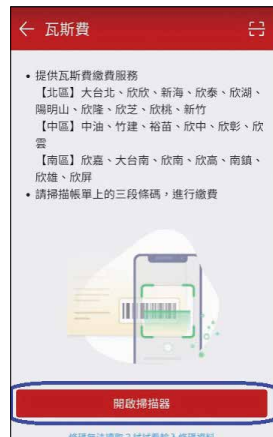 瓦斯費
• 提供瓦斯費繳費服務
【北區】大台北、欣欣、新海、欣泰、欣湖、
陽明山、欣隆、欣芝、欣桃、新竹
【中區】中油、竹建、裕苗、欣中、欣彰、欣
雲
【南區】欣嘉、大台南、欣南、欣高、南鎮、
欣雄、欣屏
• 請掃描帳單上的三段條碼，進行繳費
開啟掃描器